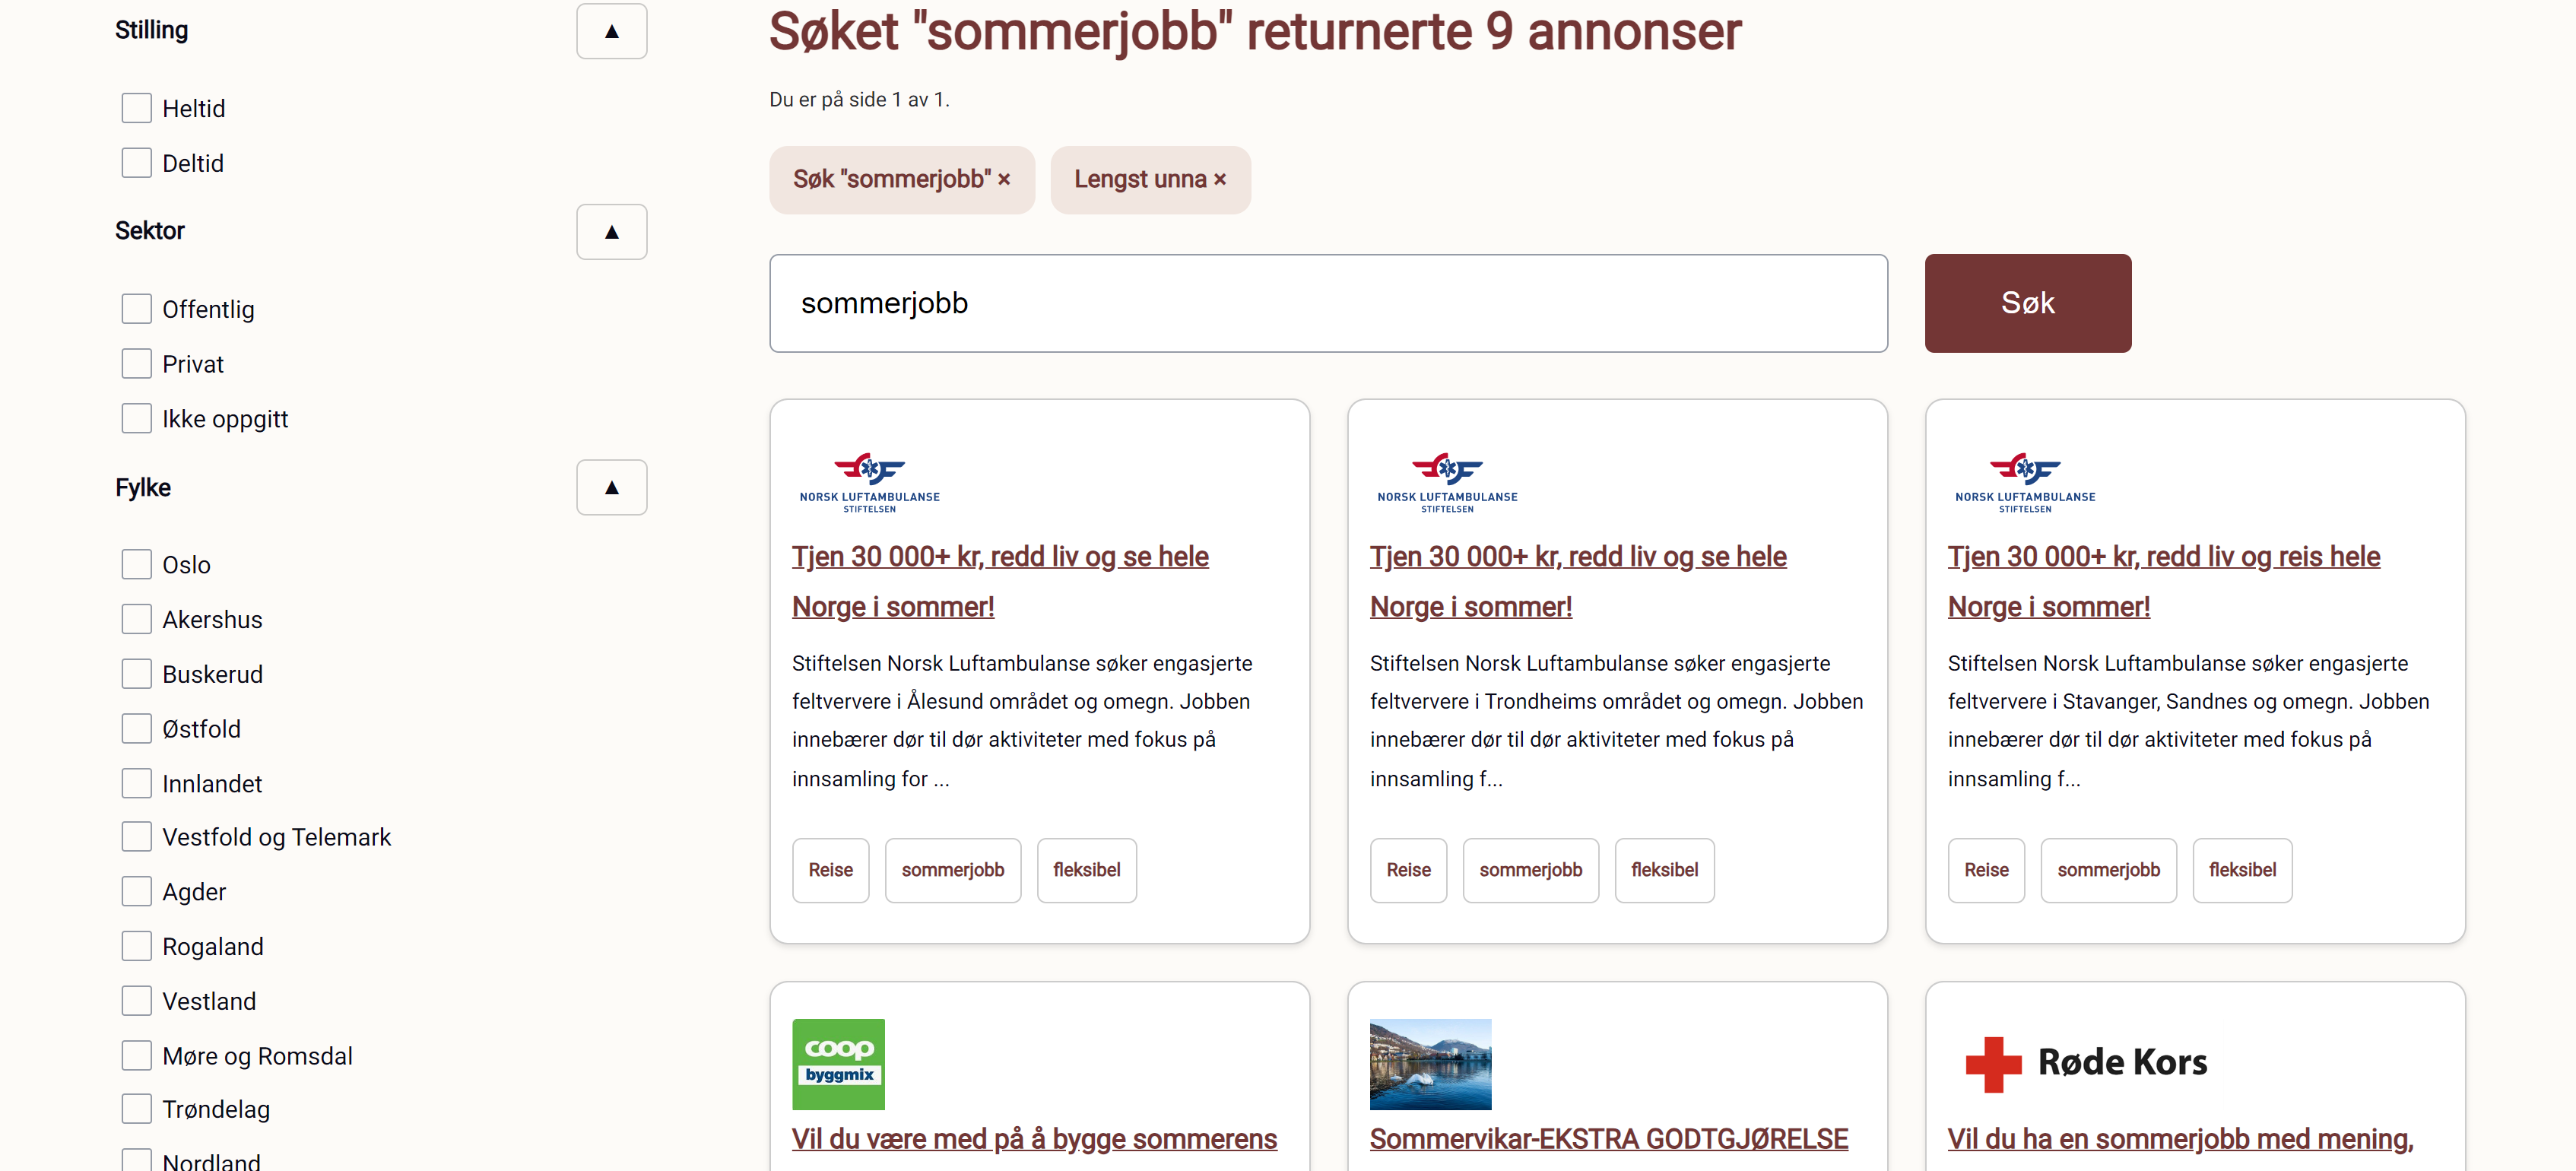 Stilling
▲
Heltid
Deltid
Sektor
▲
Offentlig
Privat
Ikke oppgitt
Fylke
▲
Oslo
Akershus
Buskerud
Østfold
Innlandet
Vestfold og Telemark
Agder
Rogaland
Vestland
Møre og Romsdal
Trøndelag
Nordland
Søket "sommerjobb" returnerte 9 annonser
Du er på side 1 av 1.
Søk "sommerjobb" ×
Lengst unna ×
sommerjobb
Søk
NORSK LUFTAMBULANSE
STIFTELSEN
Tjen 30 000+ kr, redd liv og se hele
Norge i sommer!
Stiftelsen Norsk Luftambulanse søker engasjerte
feltververe i Ålesund området og omegn. Jobben
innebærer dør til dør aktiviteter med fokus på
innsamling for ...
Reise
sommerjobb
fleksibel
NORSK LUFTAMBULANSE
STIFTELSEN
Tjen 30 000+ kr, redd liv og se hele
Norge i sommer!
Stiftelsen Norsk Luftambulanse søker engasjerte
feltververe i Trondheims området og omegn. Jobben
innebærer dør til dør aktiviteter med fokus på
innsamling f...
Reise
sommerjobb
fleksibel
NORSK LUFTAMBULANSE
STIFTELSEN
Tjen 30 000+ kr, redd liv og reis hele
Norge i sommer!
Stiftelsen Norsk Luftambulanse søker engasjerte
feltververe i Stavanger, Sandnes og omegn. Jobben
innebærer dør til dør aktiviteter med fokus på
innsamling f...
Reise
sommerjobb
fleksibel
coop
byggmix
Vil du være med på å bygge sommerens
Sommervikar-EKSTRA GODTGJØRELSE
Røde Kors
Vil du ha en sommerjobb med mening,